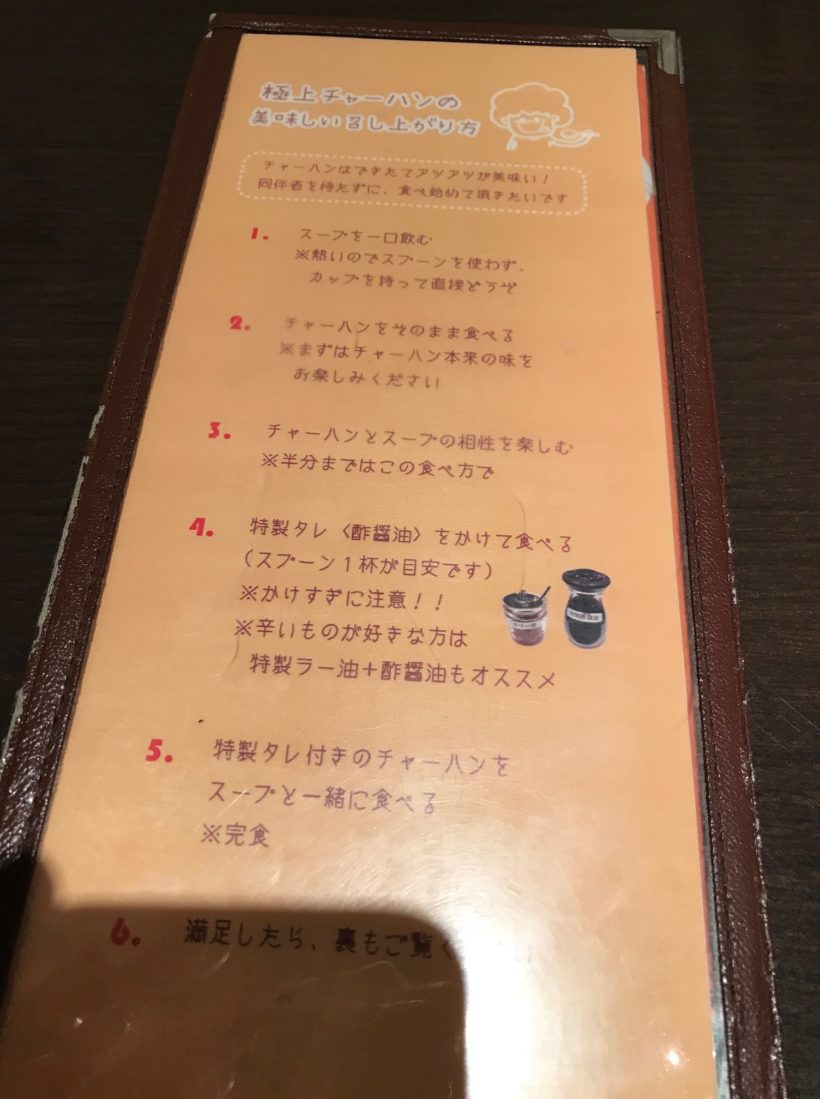 極上チャーハンの
美味しい召し上がり方
チャーハンはできたてアツアツが美味い！
同伴者を待たずに、食べ始めて頂きたいです
1. スープを一口飲む
※熱いのでスプーンを使わず、
カップを持って直接どうぞ
2. チャーハンをそのまま食べる
※まずはチャーハン本来の味を
お楽しみください
3. チャーハンとスープの相性を楽しむ
※半分まではこの食べ方で
4. 特製タレ〈酢醤油〉をかけて食べる
（スプーン１杯が目安です）
※かけすぎに注意！！
※辛いものが好きな方は
特製ラー油＋酢醤油もオススメ
5. 特製タレ付きのチャーハンを
スープと一緒に食べる
※完食
6. 満足したら、裏もご覧く